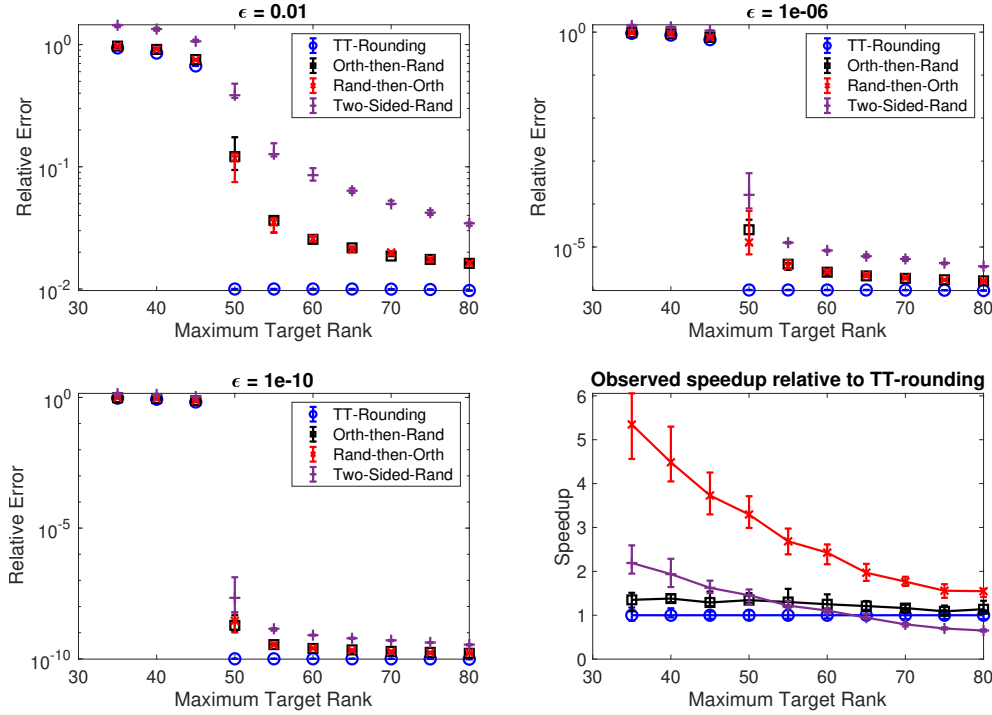 ϵ = 0.01
10^0
10^-1
10^-2
Relative Error
30 40 50 60 70 80
Maximum Target Rank
TT-Rounding
Orth-then-Rand
Rand-then-Orth
Two-Sided-Rand
ϵ = 1e-06
10^0
10^-5
Relative Error
30 40 50 60 70 80
Maximum Target Rank
TT-Rounding
Orth-then-Rand
Rand-then-Orth
Two-Sided-Rand
ϵ = 1e-10
10^0
10^-5
10^-10
Relative Error
30 40 50 60 70 80
Maximum Target Rank
TT-Rounding
Orth-then-Rand
Rand-then-Orth
Two-Sided-Rand
Observed speedup relative to TT-rounding
6
5
4
3
2
1
0
Speedup
30 40 50 60 70 80
Maximum Target Rank